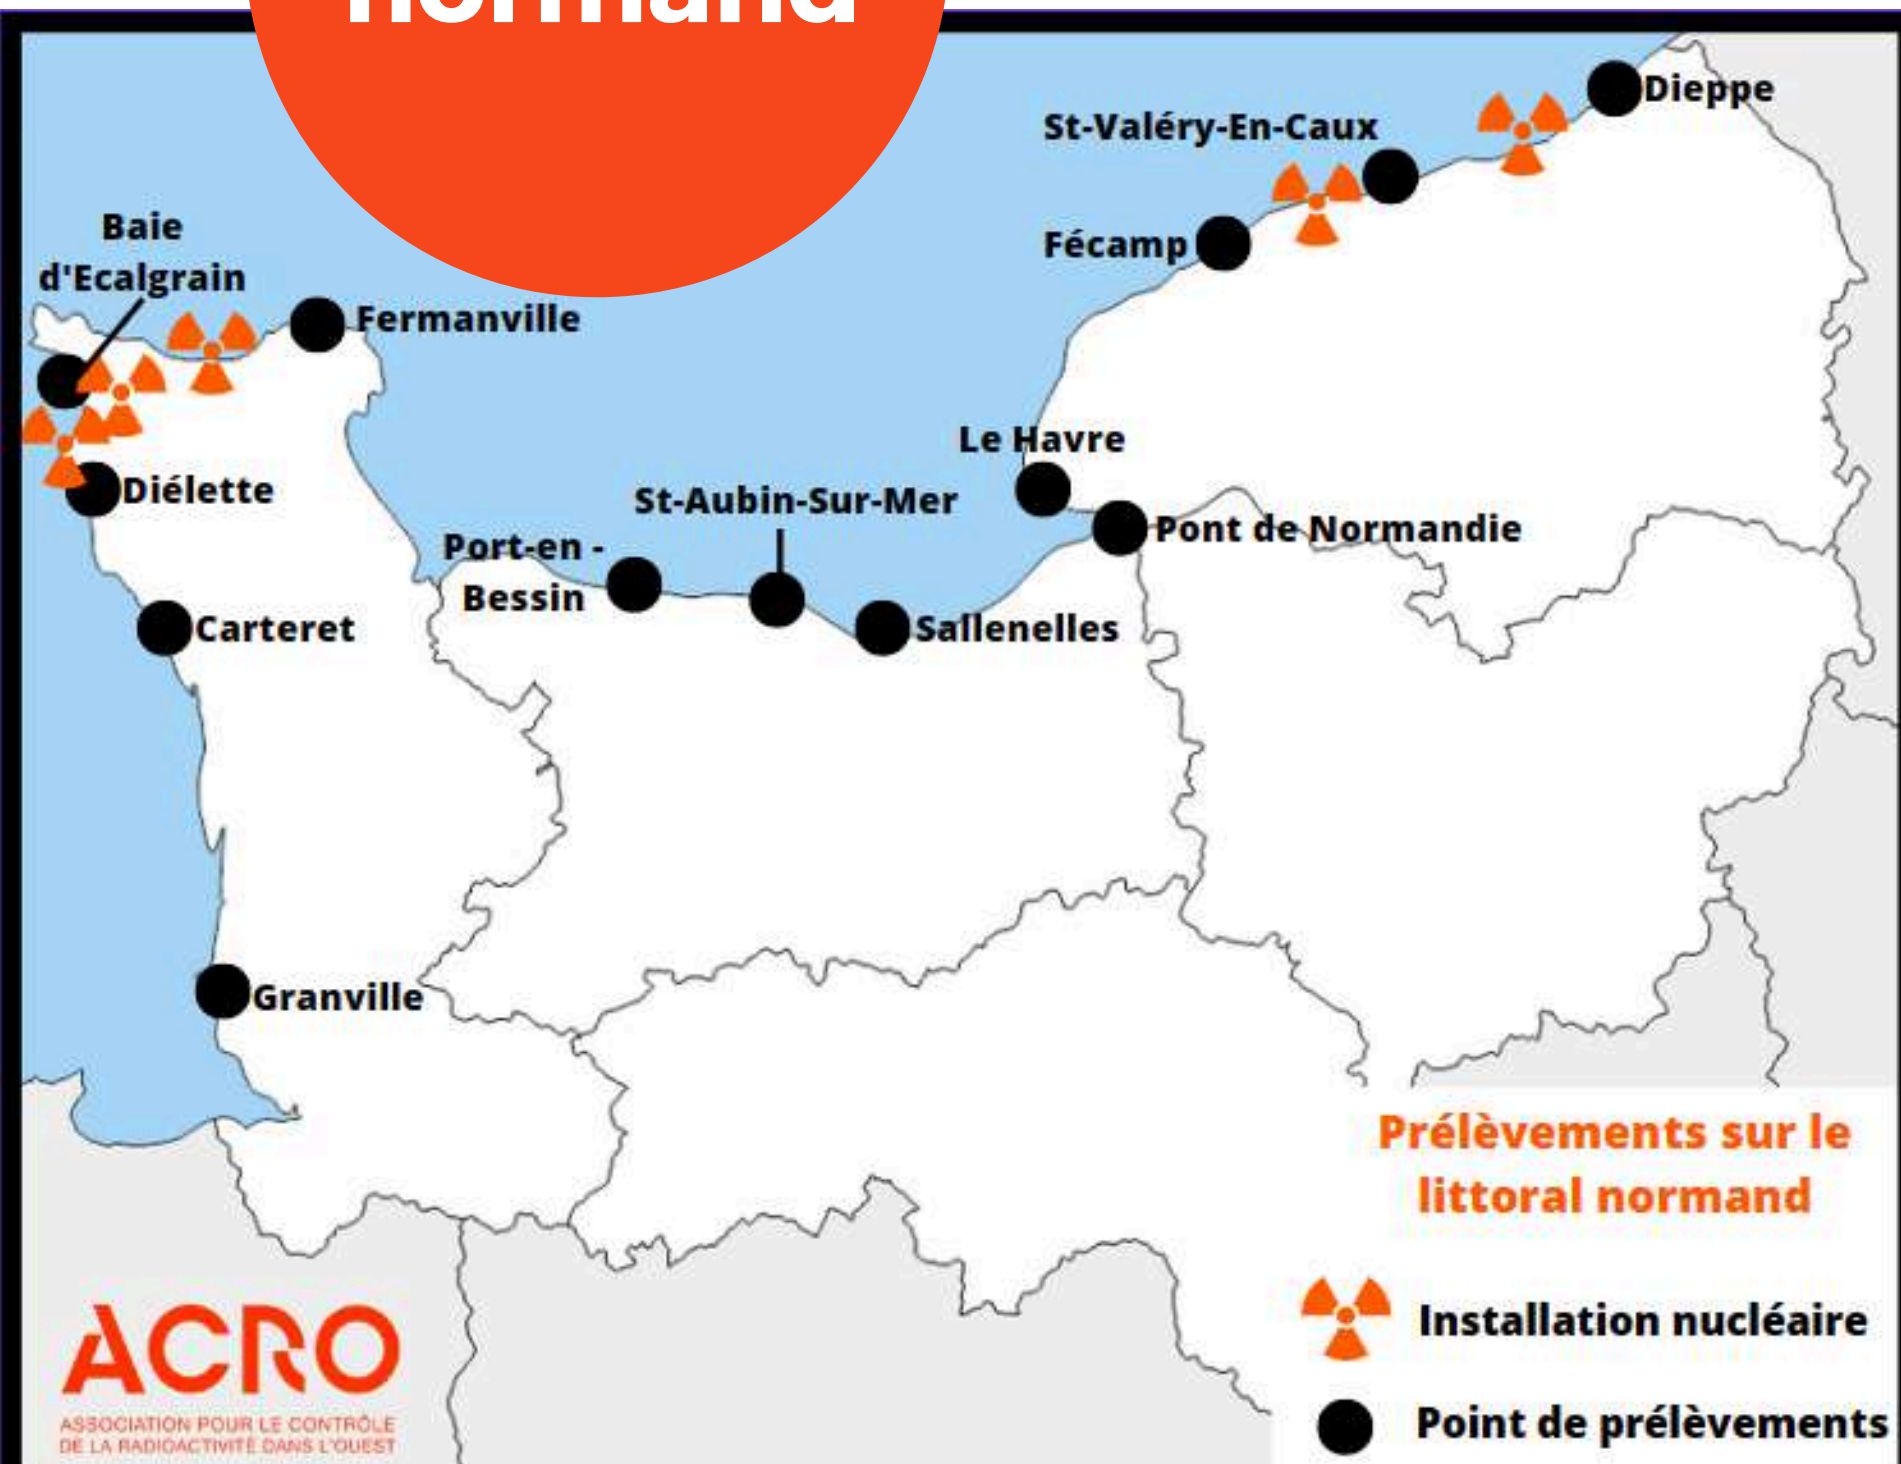 normand
Dieppe
St-Valéry-En-Caux
Fécamp
Baie
d'Ecalgrain
Fermanville
Le Havre
Diélette
St-Aubin-Sur-Mer
Pont de Normandie
Port-en -
Bessin
Carteret
Sallenelles
Granville
Prélèvements sur le
littoral normand
Installation nucléaire
Point de prélèvements
ACRO
ASSOCIATION POUR LE CONTRÔLE
DE LA RADIOACTIVITÉ DANS L'OUEST